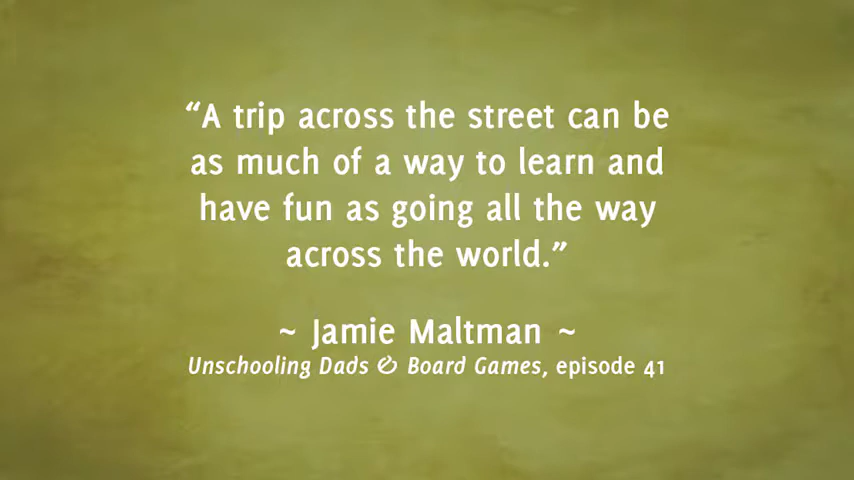 “A trip across the street can be
as much of a way to learn and
have fun as going all the way
across the world.”
~ Jamie Maltman ~
Unschooling Dads & Board Games, episode 41